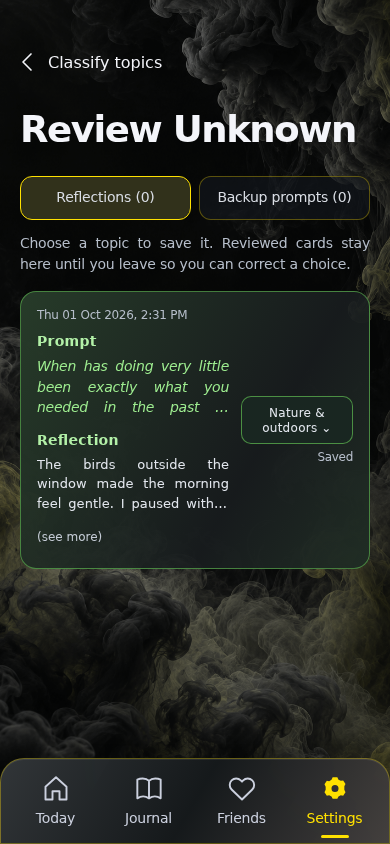 Classify topics
Review Unknown
Reflections (0)
Backup prompts (0)
Choose a topic to save it. Reviewed cards stay
here until you leave so you can correct a choice.
Thu 01 Oct 2026, 2:31 PM
Prompt
When has doing very little
been exactly what you
needed in the past ...
Reflection
The birds outside the
window made the morning
feel gentle. I paused with...
(see more)
Nature &
outdoors ⌄
Saved
Today
Journal
Friends
Settings